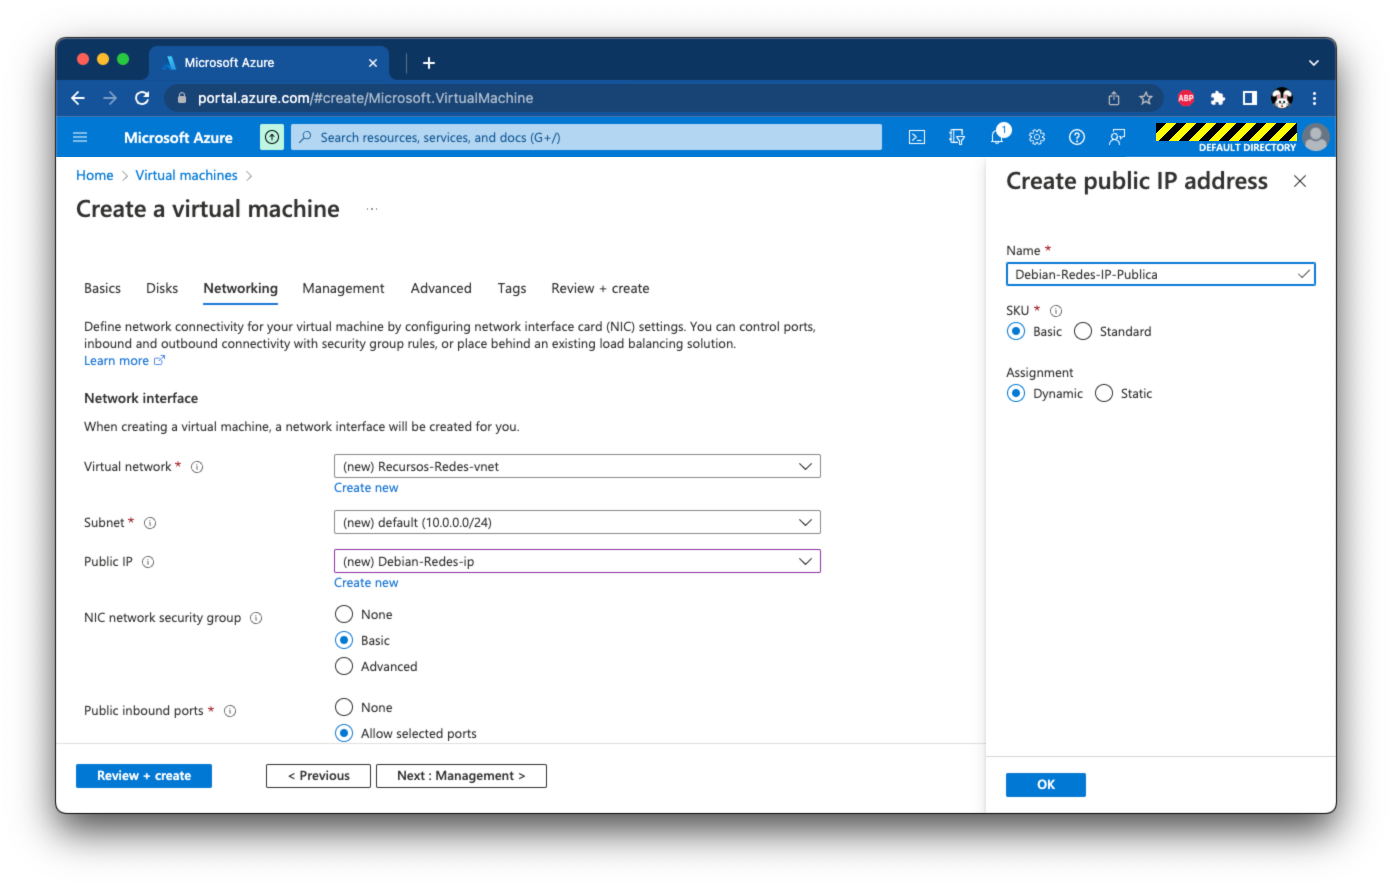 Microsoft Azure
portal.azure.com/#create/Microsoft.VirtualMachine
ABP
Microsoft Azure
Search resources, services, and docs (G+/)
1
DEFAULT DIRECTORY
Home > Virtual machines >
Create a virtual machine ...
Basics Disks Networking Management Advanced Tags Review + create
Define network connectivity for your virtual machine by configuring network interface card (NIC) settings. You can control ports,
inbound and outbound connectivity with security group rules, or place behind an existing load balancing solution.
Learn more
Network interface
When creating a virtual machine, a network interface will be created for you.
Virtual network *
(new) Recursos-Redes-vnet
Create new
Subnet *
(new) default (10.0.0.0/24)
Public IP
(new) Debian-Redes-ip
Create new
NIC network security group
None
Basic
Advanced
Public inbound ports *
None
Allow selected ports
Review + create
< Previous
Next : Management >
Create public IP address
Name *
Debian-Redes-IP-Publica
SKU *
Basic Standard
Assignment
Dynamic Static
OK